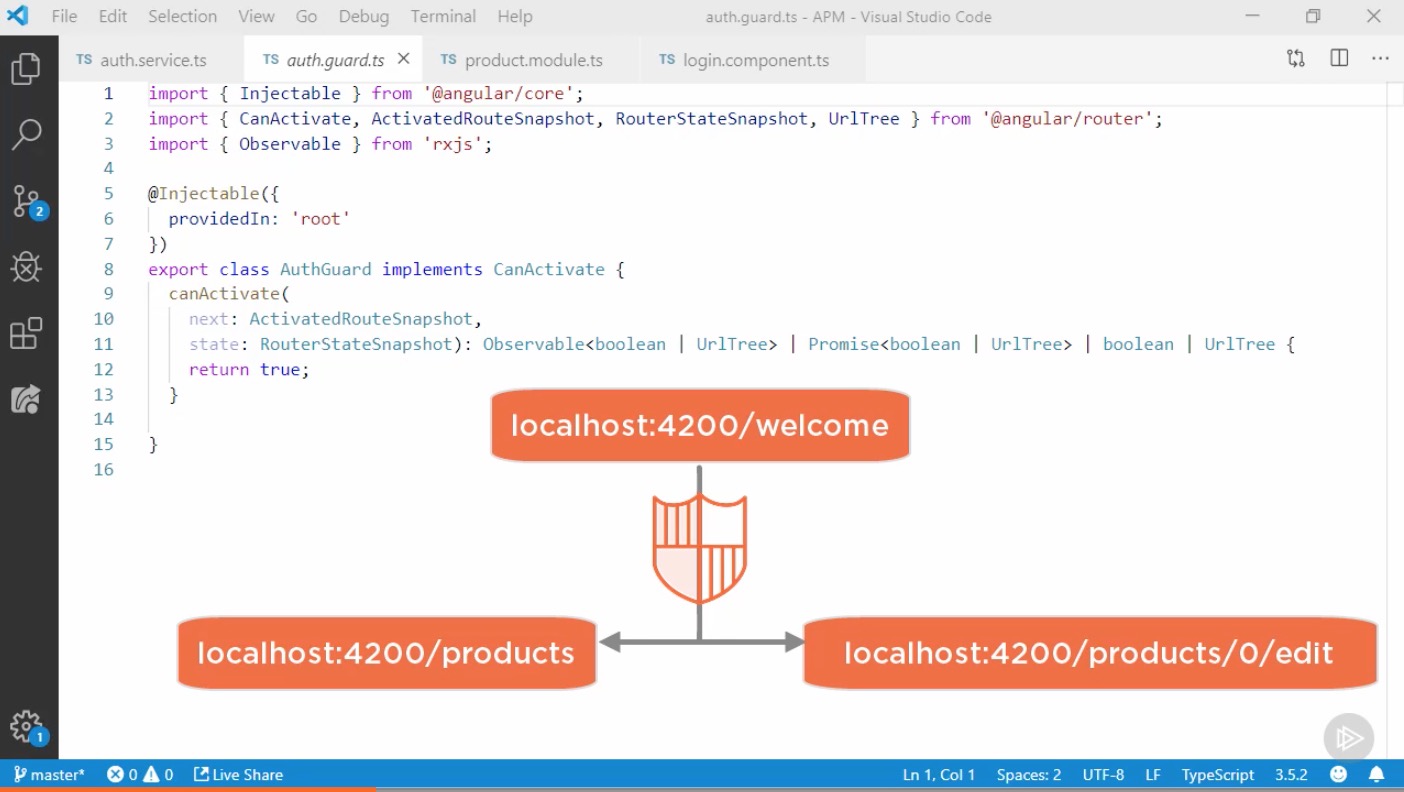 File Edit Selection View Go Debug Terminal Help auth.guard.ts - APM - Visual Studio Code
TS auth.service.ts TS auth.guard.ts TS product.module.ts TS login.component.ts
1 import { Injectable } from '@angular/core';
2 import { CanActivate, ActivatedRouteSnapshot, RouterStateSnapshot, UrlTree } from '@angular/router';
3 import { Observable } from 'rxjs';
4
5 @Injectable({
6 providedIn: 'root'
7 })
8 export class AuthGuard implements CanActivate {
9 canActivate(
10 next: ActivatedRouteSnapshot,
11 state: RouterStateSnapshot): Observable<boolean | UrlTree> | Promise<boolean | UrlTree> | boolean | UrlTree {
12 return true;
13 }
14
15 }
16
localhost:4200/welcome
localhost:4200/products localhost:4200/products/0/edit
2
1
master* 0 0 Live Share Ln 1, Col 1 Spaces: 2 UTF-8 LF TypeScript 3.5.2